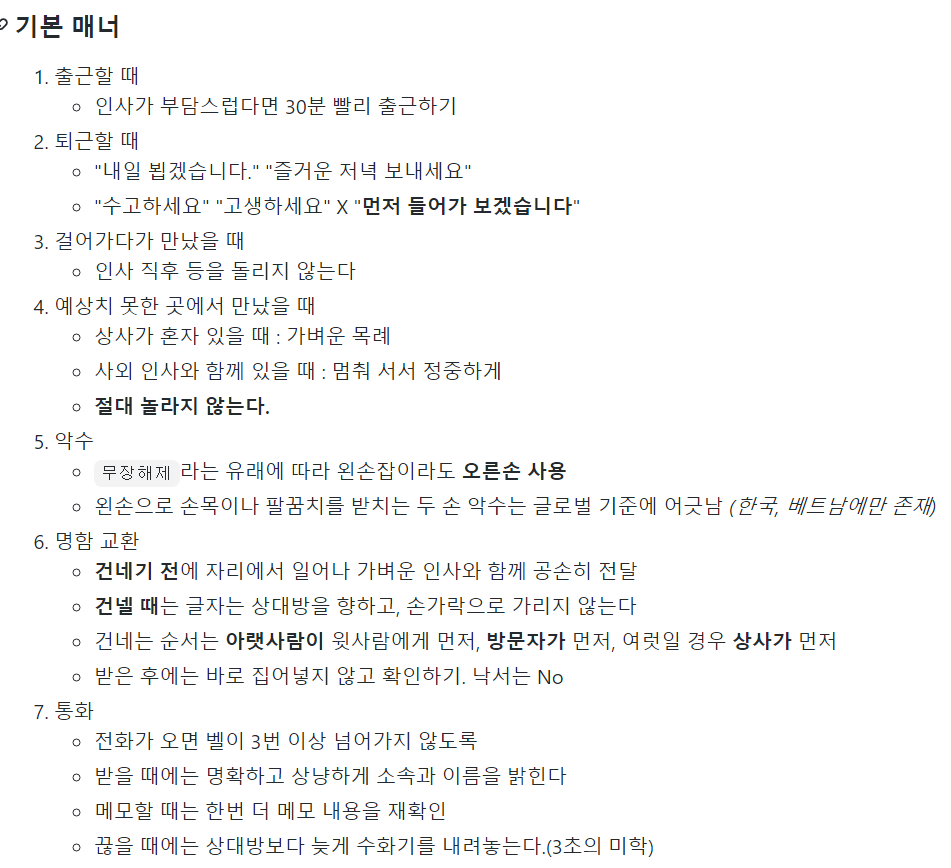 기본 매너
1. 출근할 때
인사가 부담스럽다면 30분 빨리 출근하기
2. 퇴근할 때
"내일 뵙겠습니다." "즐거운 저녁 보내세요"
"수고하세요" "고생하세요" X "먼저 들어가 보겠습니다"
3. 걸어가다가 만났을 때
인사 직후 등을 돌리지 않는다
4. 예상치 못한 곳에서 만났을 때
상사가 혼자 있을 때 : 가벼운 목례
사외 인사와 함께 있을 때 : 멈춰 서서 정중하게
절대 놀라지 않는다.
5. 악수
무장해제 라는 유래에 따라 왼손잡이라도 오른손 사용
왼손으로 손목이나 팔꿈치를 받치는 두 손 악수는 글로벌 기준에 어긋남 (한국, 베트남에만 존재)
6. 명함 교환
건네기 전에 자리에서 일어나 가벼운 인사와 함께 공손히 전달
건넬 때는 글자는 상대방을 향하고, 손가락으로 가리지 않는다
건네는 순서는 아랫사람이 윗사람에게 먼저, 방문자가 먼저, 여럿일 경우 상사가 먼저
받은 후에는 바로 집어넣지 않고 확인하기. 낙서는 No
7. 통화
전화가 오면 벨이 3번 이상 넘어가지 않도록
받을 때에는 명확하고 상냥하게 소속과 이름을 밝힌다
메모할 때는 한번 더 메모 내용을 재확인
끊을 때에는 상대방보다 늦게 수화기를 내려놓는다.(3초의 미학)